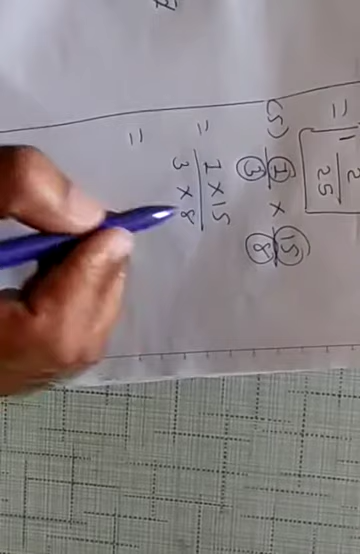 = 1 2/25
(5) 1/3 × 15/8
= 1 × 15 / 3 × 8
=